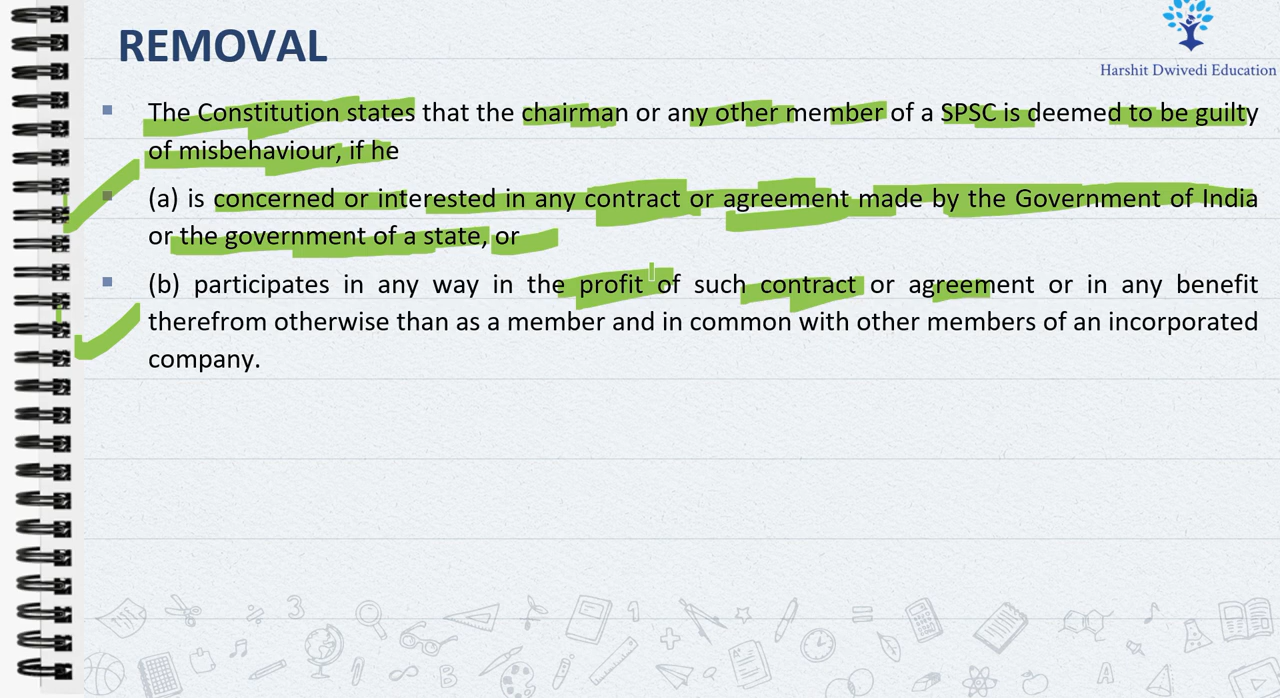 REMOVAL
Harshit Dwivedi Education
The Constitution states that the chairman or any other member of a SPSC is deemed to be guilty
of misbehaviour, if he
(a) is concerned or interested in any contract or agreement made by the Government of India
or the government of a state, or
(b) participates in any way in the profit of such contract or agreement or in any benefit
therefrom otherwise than as a member and in common with other members of an incorporated
company.